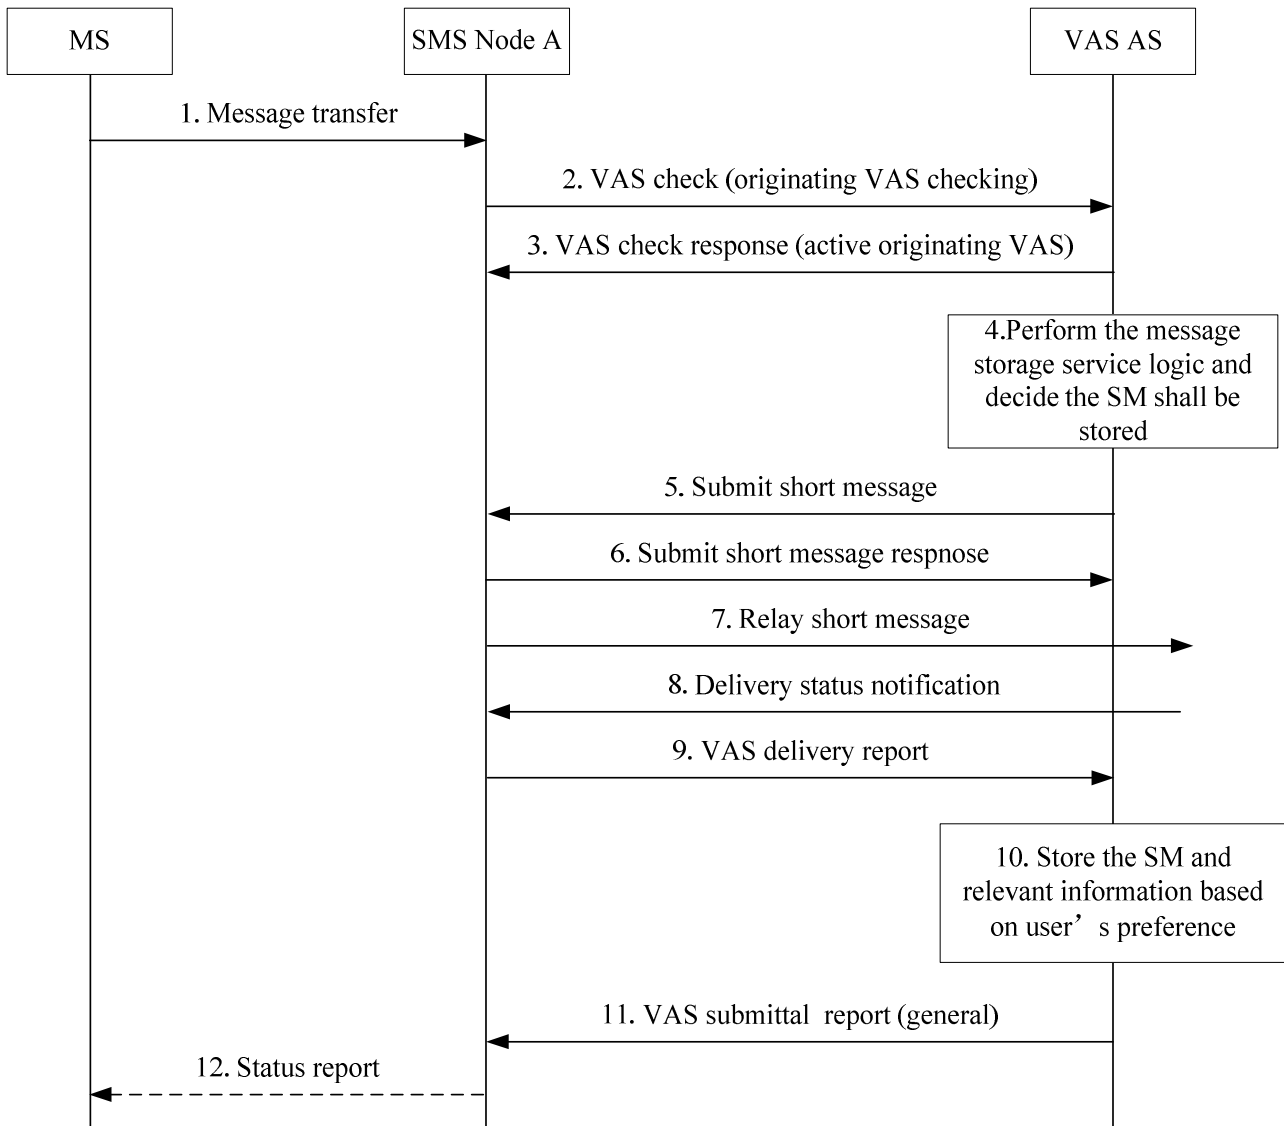 MS
SMS Node A
VAS AS
1. Message transfer
2. VAS check (originating VAS checking)
3. VAS check response (active originating VAS)
4.Perform the message
storage service logic and
decide the SM shall be
stored
5. Submit short message
6. Submit short message respnose
7. Relay short message
8. Delivery status notification
9. VAS delivery report
10. Store the SM and
relevant information based
on user’s preference
11. VAS submittal report (general)
12. Status report